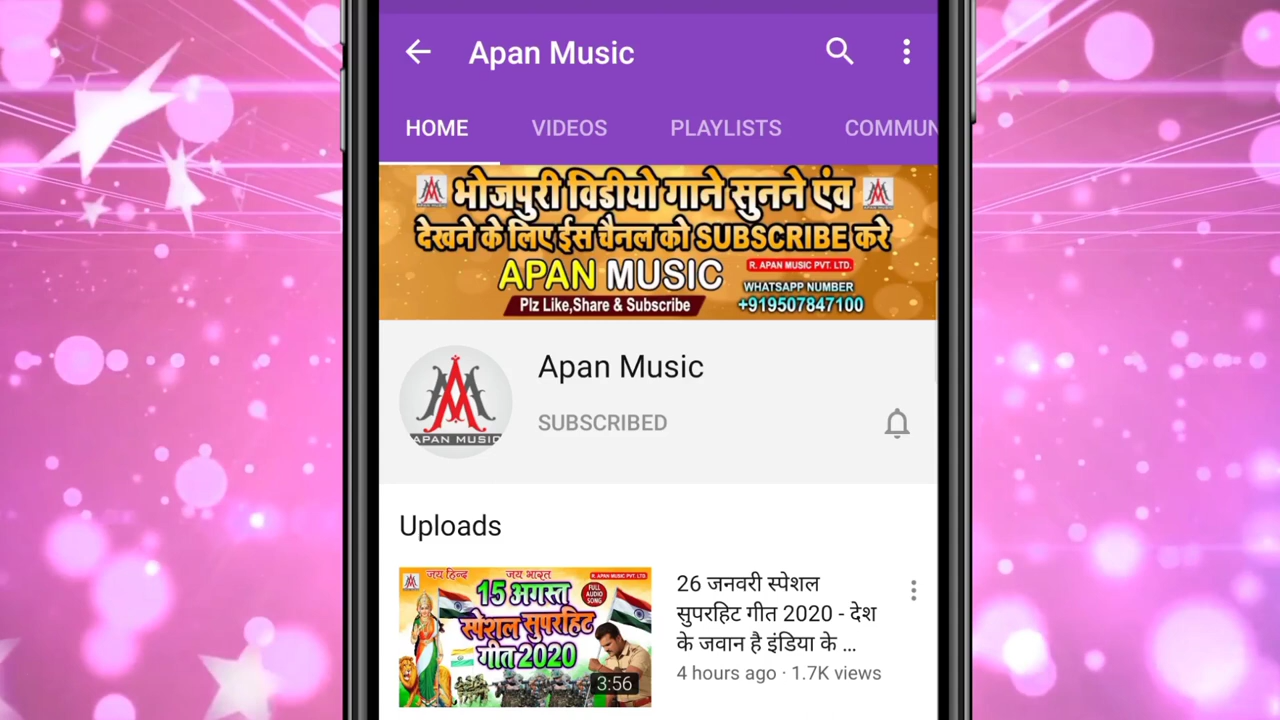 Apan Music
HOME VIDEOS PLAYLISTS COMMUN
भोजपुरी विडीयो गाने सुनने एंव
देखने के लिए ईस चैनल को SUBSCRIBE करे
APAN MUSIC
R. APAN MUSIC PVT. LTD.
WHATSAPP NUMBER
Plz Like,Share & Subscribe
+919507847100
Apan Music
SUBSCRIBED
APAN MUSIC
Uploads
जय हिन्द जय भारत
R. APAN MUSIC PVT. LTD
15 अगस्त
FULL AUDIO SONG
स्पेशल सुपरहिट
गीत 2020
3:56
26 जनवरी स्पेशल
सुपरहिट गीत 2020 - देश
के जवान है इंडिया के ...
4 hours ago · 1.7K views